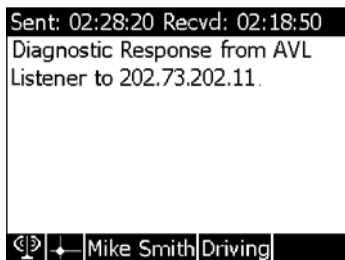 Sent: 02:28:20 Recvd: 02:18:50
Diagnostic Response from AVL
Listener to 202.73.202.11.
Mike Smith Driving